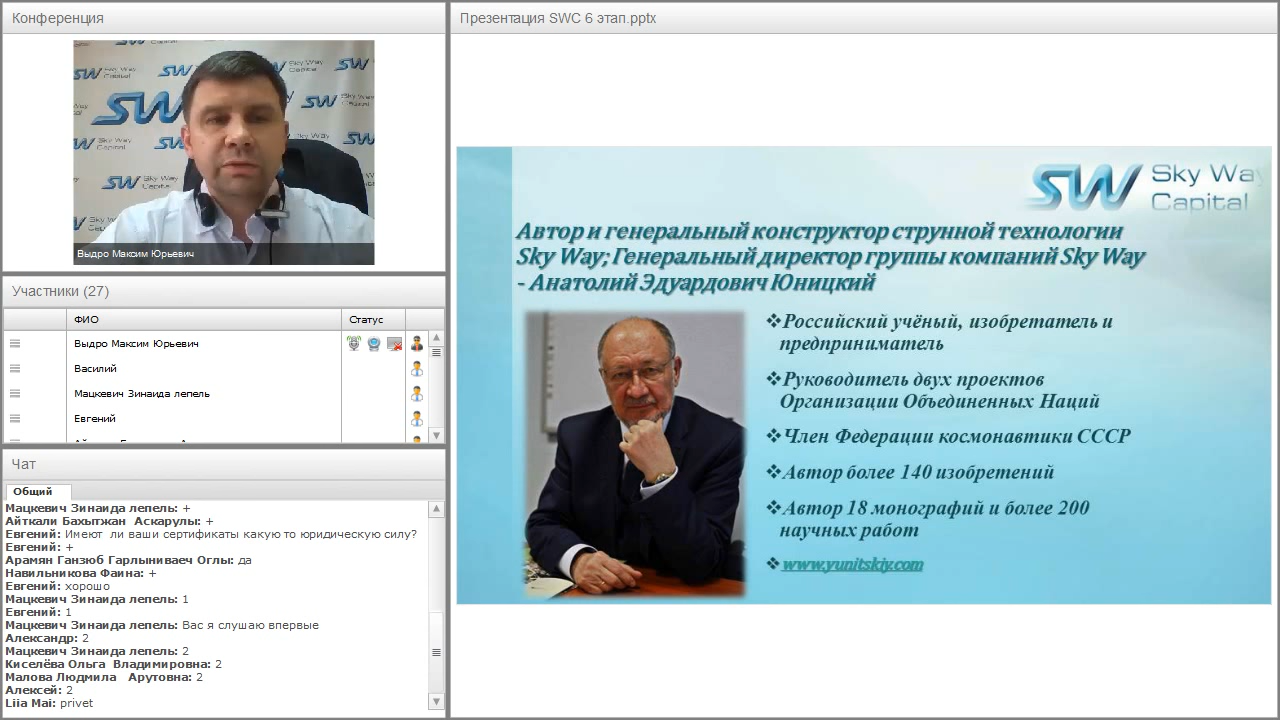 Конференция
SW
Sky Way
Capital
Выдро Максим Юрьевич
Участники (27)
ФИО
Статус
Выдро Максим Юрьевич
Василий
Мацкевич Зинаида лепель
Евгений
Чат
Общий
Мацкевич Зинаида лепель: +
Айткали Бахытжан Аскарулы: +
Евгений: Имеют ли ваши сертификаты какую то юридическую силу?
Евгений: +
Арамян Ганзюб Гарлыниваеч Оглы: да
Навильникова Фаина: +
Евгений: хорошо
Мацкевич Зинаида лепель: 1
Евгений: 1
Мацкевич Зинаида лепель: Вас я слушаю впервые
Александр: 2
Мацкевич Зинаида лепель: 2
Киселёва Ольга Владимировна: 2
Малова Людмила Арутовна: 2
Алексей: 2
Liia Mai: privet
Презентация SWC 6 этап.pptx
SW Sky Way
Capital
Автор и генеральный конструктор струнной технологии
Sky Way; Генеральный директор группы компаний Sky Way
- Анатолий Эдуардович Юницкий
❖Российский учёный, изобретатель и
предприниматель
❖Руководитель двух проектов
Организации Объединенных Наций
❖Член Федерации космонавтики СССР
❖Автор более 140 изобретений
❖Автор 18 монографий и более 200
научных работ
❖www.yunitskiy.com